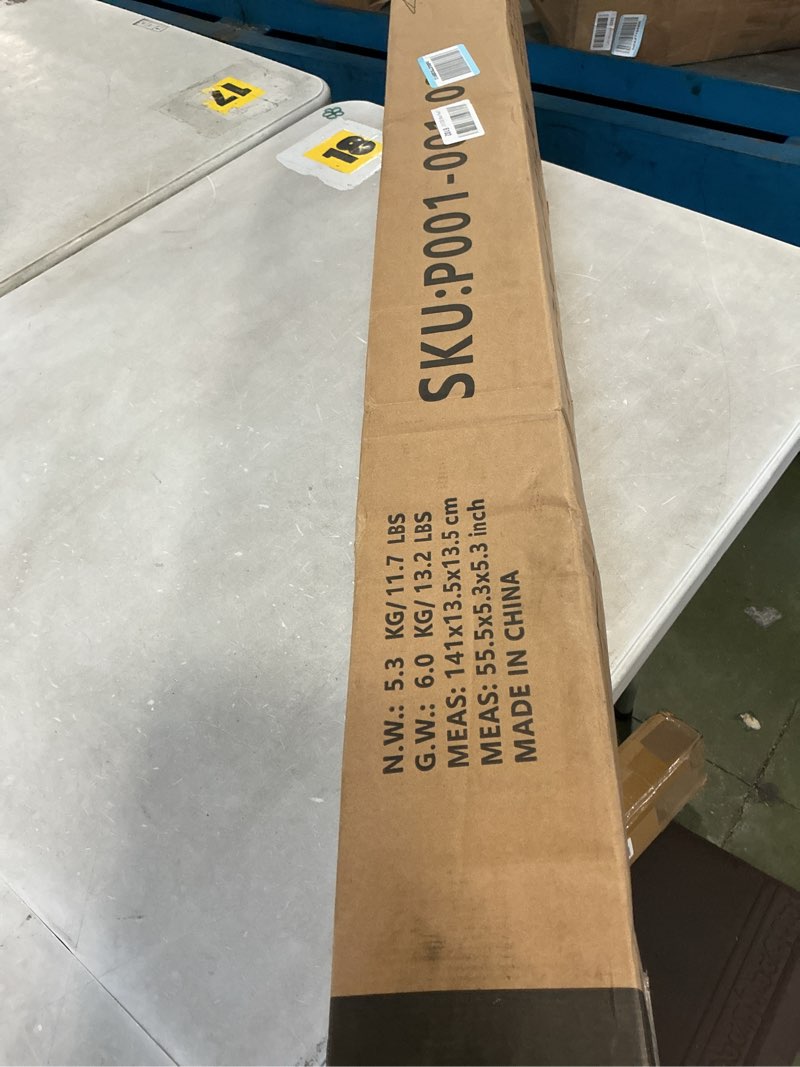 17
18
SKU:P001-001
N.W.: 5.3 KG/11.7 LBS
G.W.: 6.0 KG/ 13.2 LBS
MEAS: 141x13.5x13.5 cm
MEAS: 55.5x5.3x5.3 inch
MADE IN CHINA